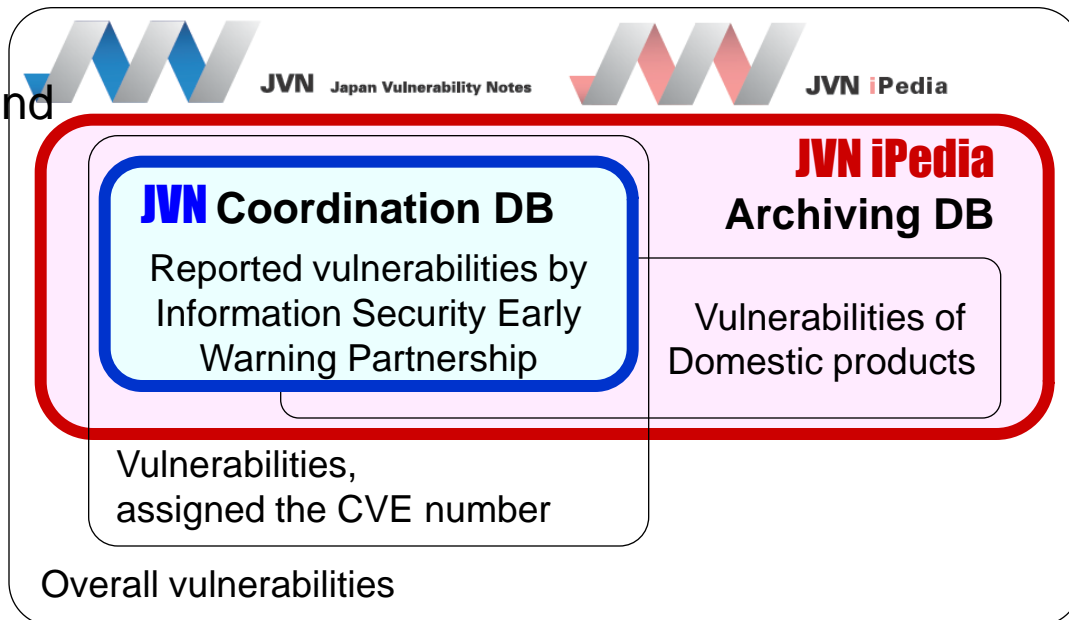 JVN Japan Vulnerability Notes
JVN iPedia
nd
JVN iPedia
Archiving DB
JVN Coordination DB
Reported vulnerabilities by
Information Security Early
Warning Partnership
Vulnerabilities of
Domestic products
Vulnerabilities,
assigned the CVE number
Overall vulnerabilities